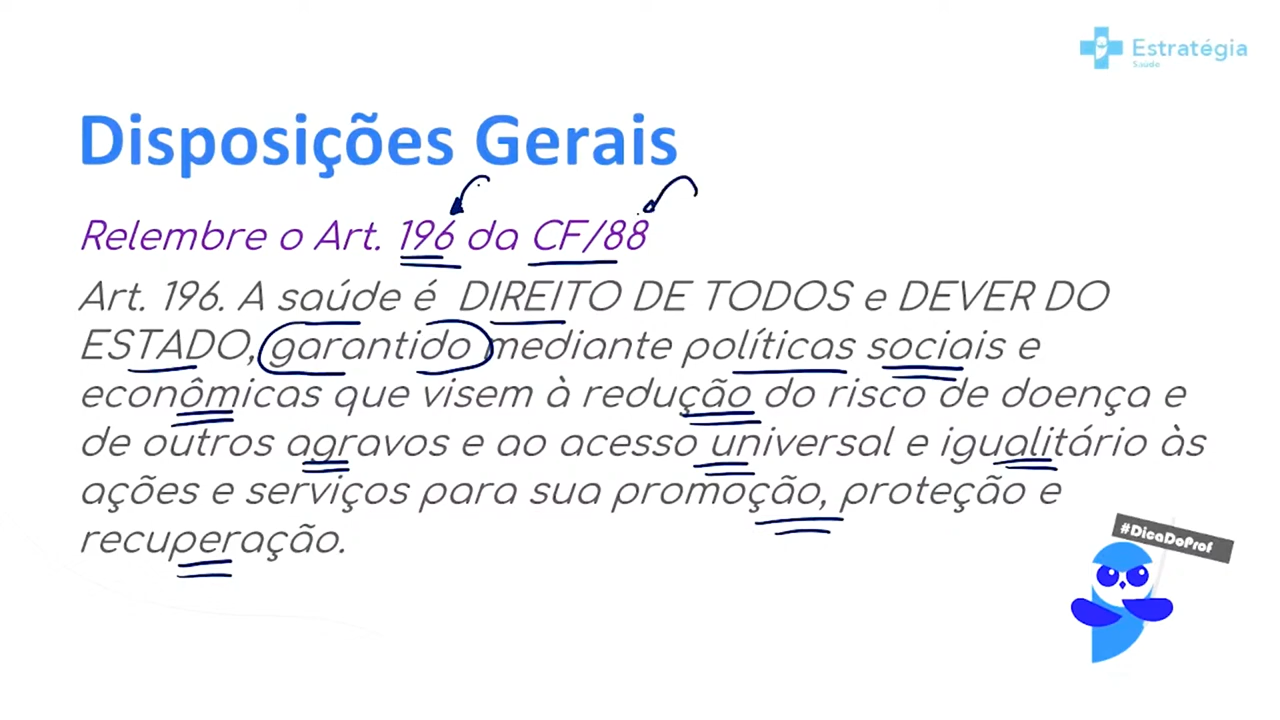 Estratégia
Saúde
Disposições Gerais
Relembre o Art. 196 da CF/88
Art. 196. A saúde é DIREITO DE TODOS e DEVER DO
ESTADO, garantido mediante políticas sociais e
econômicas que visem à redução do risco de doença e
de outros agravos e ao acesso universal e igualitário às
ações e serviços para sua promoção, proteção e
recuperação.
#DicaDoProf